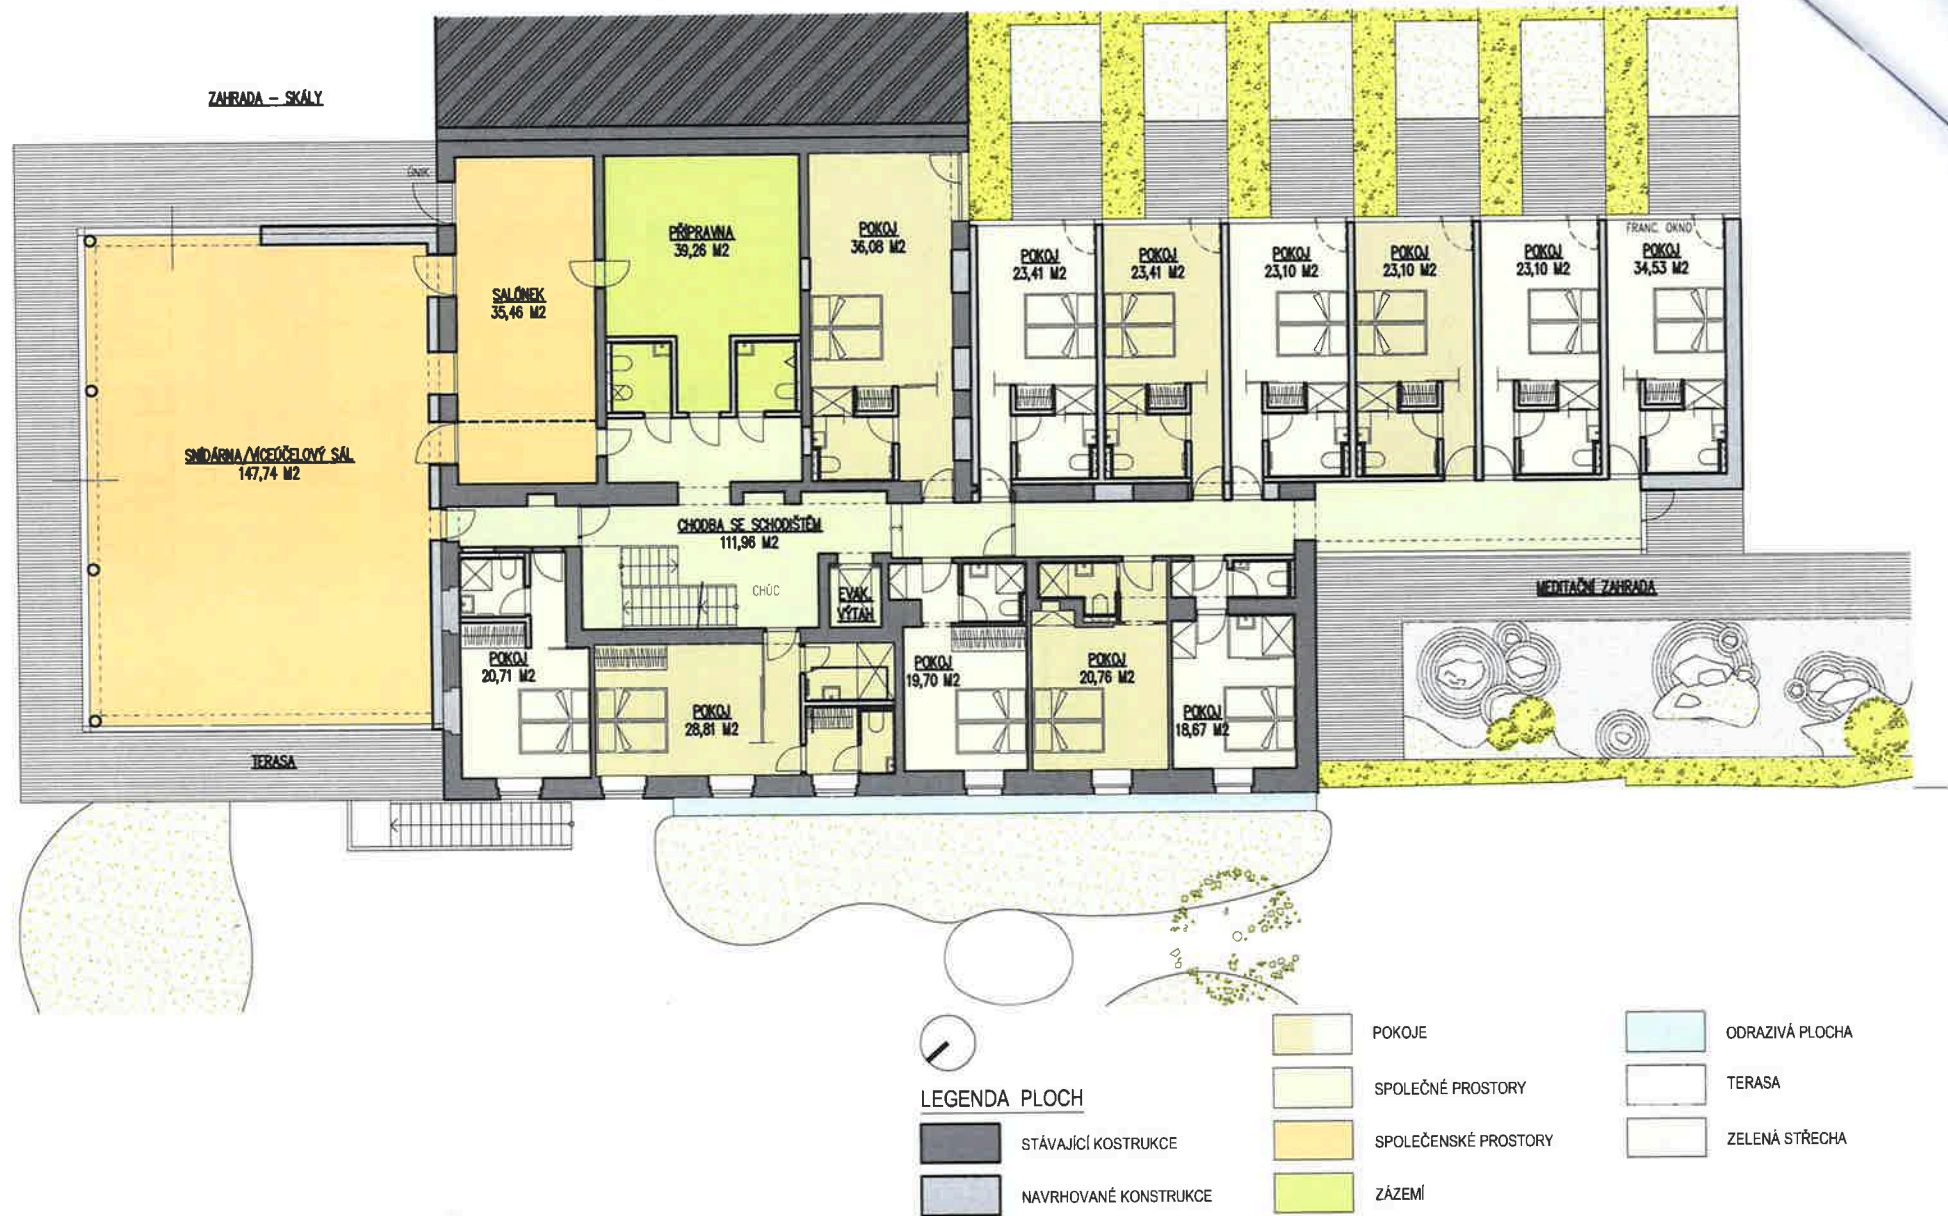 ZAHRADA – SKÁLY
ÚNIK
PŘÍPRAVNA
39,26 M2
POKOJ
36,08 M2
SALÓNEK
35,46 M2
POKOJ
23,41 M2
POKOJ
23,41 M2
POKOJ
23,10 M2
POKOJ
23,10 M2
POKOJ
23,10 M2
FRANC. OKNO
POKOJ
34,53 M2
SNÍDÁRNA/VÍCEÚČELOVÝ SÁL
147,74 M2
CHODBA SE SCHODIŠTĚM
111,96 M2
CHÚC
EVAK.
VÝTAH
MEDITAČNÍ ZAHRADA
POKOJ
20,71 M2
POKOJ
28,81 M2
POKOJ
19,70 M2
POKOJ
20,76 M2
POKOJ
18,67 M2
TERASA
LEGENDA PLOCH
STÁVAJÍCÍ KOSTRUKCE
NAVRHOVANÉ KONSTRUKCE
POKOJE
SPOLEČNÉ PROSTORY
SPOLEČENSKÉ PROSTORY
ZÁZEMÍ
ODRAZIVÁ PLOCHA
TERASA
ZELENÁ STŘECHA